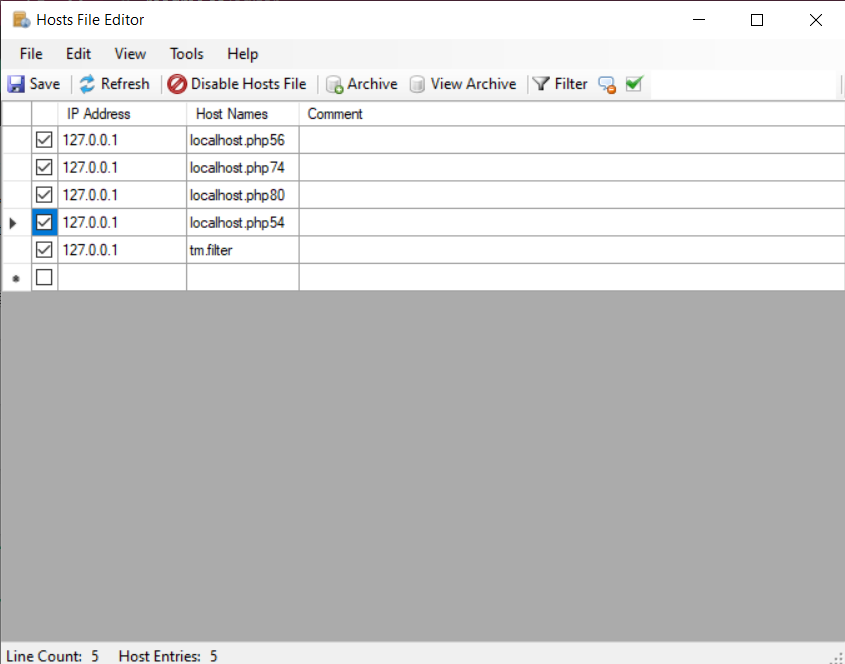 Hosts File Editor
File Edit View Tools Help
Save Refresh Disable Hosts File Archive View Archive Filter
IP Address Host Names Comment
127.0.0.1 localhost.php56
127.0.0.1 localhost.php74
127.0.0.1 localhost.php80
127.0.0.1 localhost.php54
127.0.0.1 tm.filter
Line Count: 5 Host Entries: 5